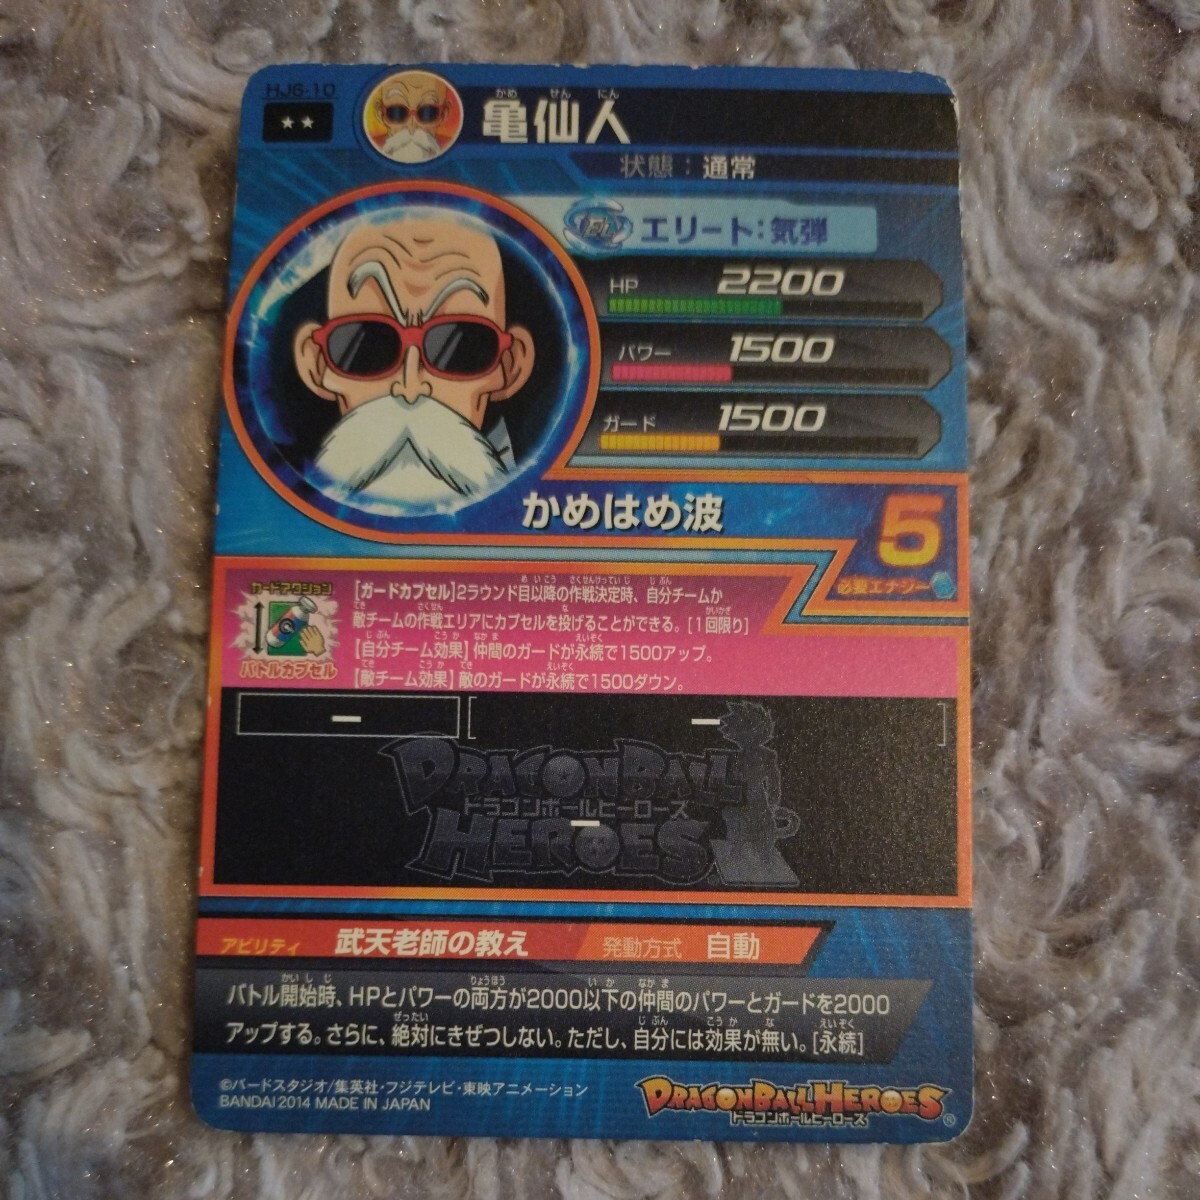 HJ6-10
★★
かめ せん にん
亀仙人
状態：通常
エリート：気弾
HP 2200
パワー 1500
ガード 1500
かめはめ波
5
必要エナジー
カードアクション
バトルカプセル
[ガードカプセル]2ラウンド目以降の作戦決定時、自分チームか
敵チームの作戦エリアにカプセルを投げることができる。[1回限り]
[自分チーム効果] 仲間のガードが永続で1500アップ。
[敵チーム効果] 敵のガードが永続で1500ダウン。
ー ー
DRAGON BALL
ドラゴンボールヒーローズ
HEROES
ー
アビリティ 武天老師の教え 発動方式 自動
バトル開始時、HPとパワーの両方が2000以下の仲間のパワーとガードを2000
アップする。さらに、絶対にきぜつしない。ただし、自分には効果が無い。[永続]
©バードスタジオ/集英社・フジテレビ・東映アニメーション
BANDAI 2014 MADE IN JAPAN
DRAGON BALL HEROES
ドラゴンボールヒーローズ